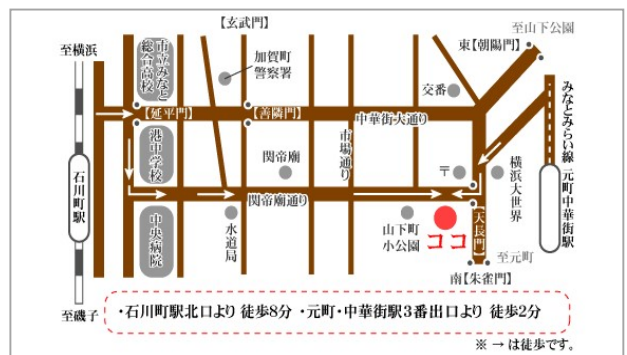 【玄武門】
至山下公園
東【朝陽門】
至横浜
市立みなと
総合高校
加賀町
警察署
交番
【延平門】
【善隣門】
中華街大通り
みなとみらい線 元町中華街駅
港中学校
関帝廟
市場通り
〒
横浜大世界
石川町駅
関帝廟通り
中央病院
水道局
山下町
小公園
ココ
【天長門】
至元町
南【朱雀門】
至磯子
・石川町駅北口より 徒歩8分 ・元町・中華街駅3番出口より 徒歩2分
※ → は徒歩です。